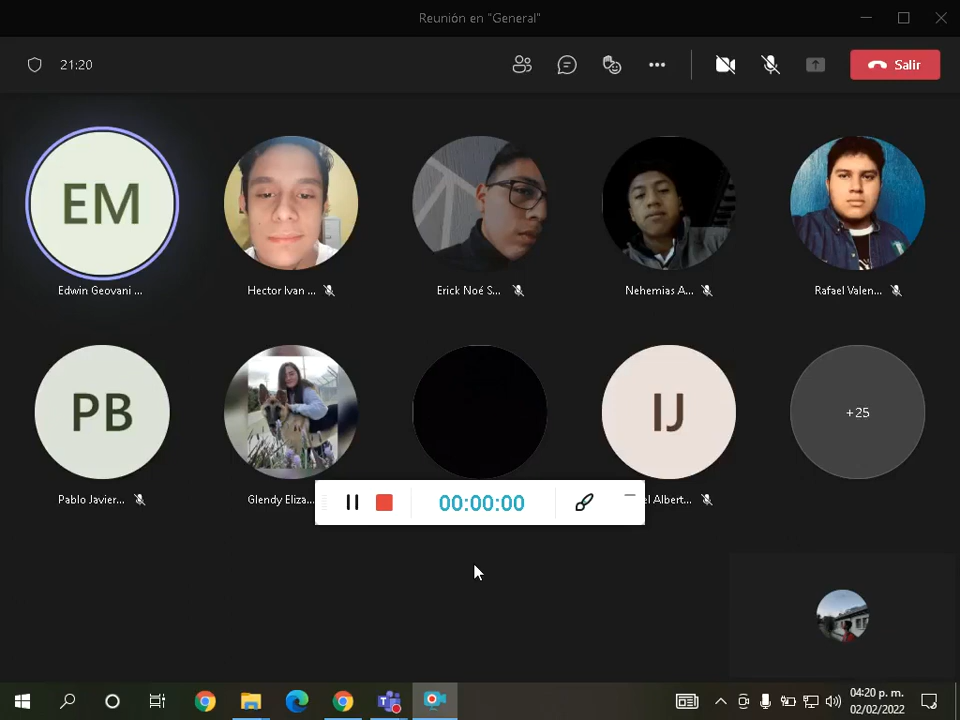 Reunión en "General"
21:20
Salir
EM
Edwin Geovani ...
Hector Ivan ...
Erick Noé S...
Nehemias A...
Rafael Valen...
PB
IJ
+25
Pablo Javier...
Glendy Eliza...
el Albert...
00:00:00
04:20 p. m.
02/02/2022